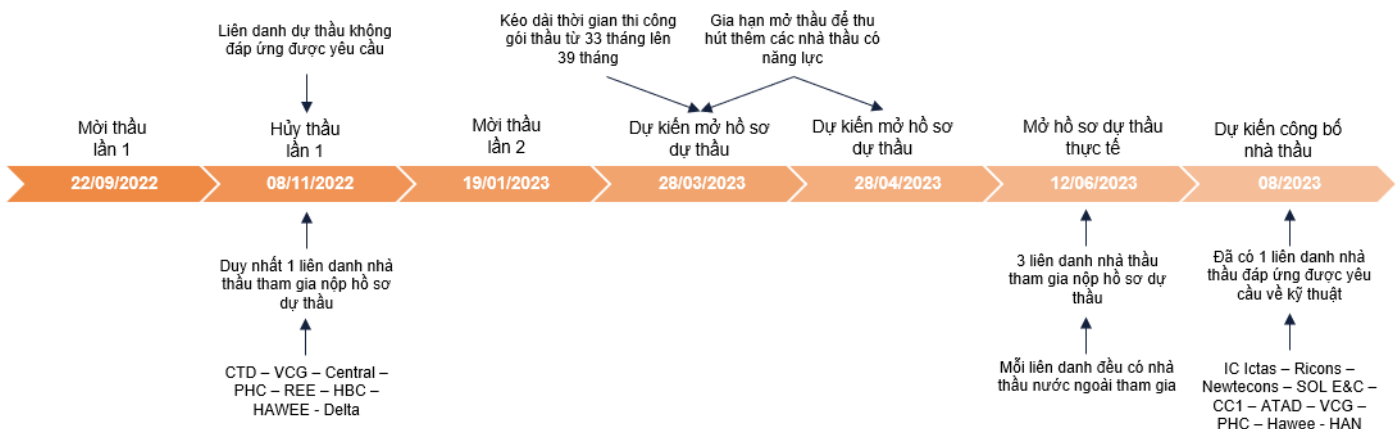 Liên danh dự thầu không
đáp ứng được yêu cầu
Kéo dài thời gian thi công
gói thầu từ 33 tháng lên
39 tháng
Gia hạn mở thầu để thu
hút thêm các nhà thầu có
năng lực
Mời thầu
lần 1
Hủy thầu
lần 1
Mời thầu
lần 2
Dự kiến mở hồ sơ
dự thầu
Dự kiến mở hồ sơ
dự thầu
Mở hồ sơ dự thầu
thực tế
Dự kiến công bố
nhà thầu
22/09/2022
08/11/2022
19/01/2023
28/03/2023
28/04/2023
12/06/2023
08/2023
Duy nhất 1 liên danh nhà
thầu tham gia nộp hồ sơ
dự thầu
3 liên danh nhà thầu
tham gia nộp hồ sơ dự
thầu
Đã có 1 liên danh nhà
thầu đáp ứng được yêu
cầu về kỹ thuật
CTD – VCG – Central –
PHC – REE – HBC –
HAWEE - Delta
Mỗi liên danh đều có nhà
thầu nước ngoài tham gia
IC Ictas – Ricons –
Newtecons – SOL E&C –
CC1 – ATAD – VCG –
PHC – Hawee - HAN